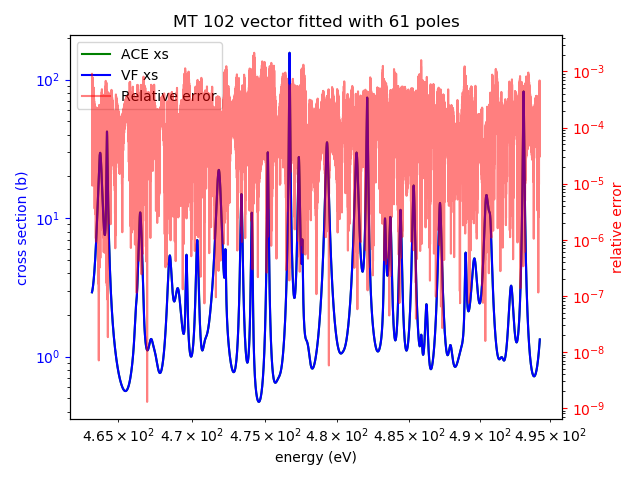 MT 102 vector fitted with 61 poles
ACE xs
VF xs
Relative error
cross section (b)
10²
10¹
10⁰
relative error
10⁻³
10⁻⁴
10⁻⁵
10⁻⁶
10⁻⁷
10⁻⁸
10⁻⁹
4.65 × 10² 4.7 × 10² 4.75 × 10² 4.8 × 10² 4.85 × 10² 4.9 × 10² 4.95 × 10²
energy (eV)